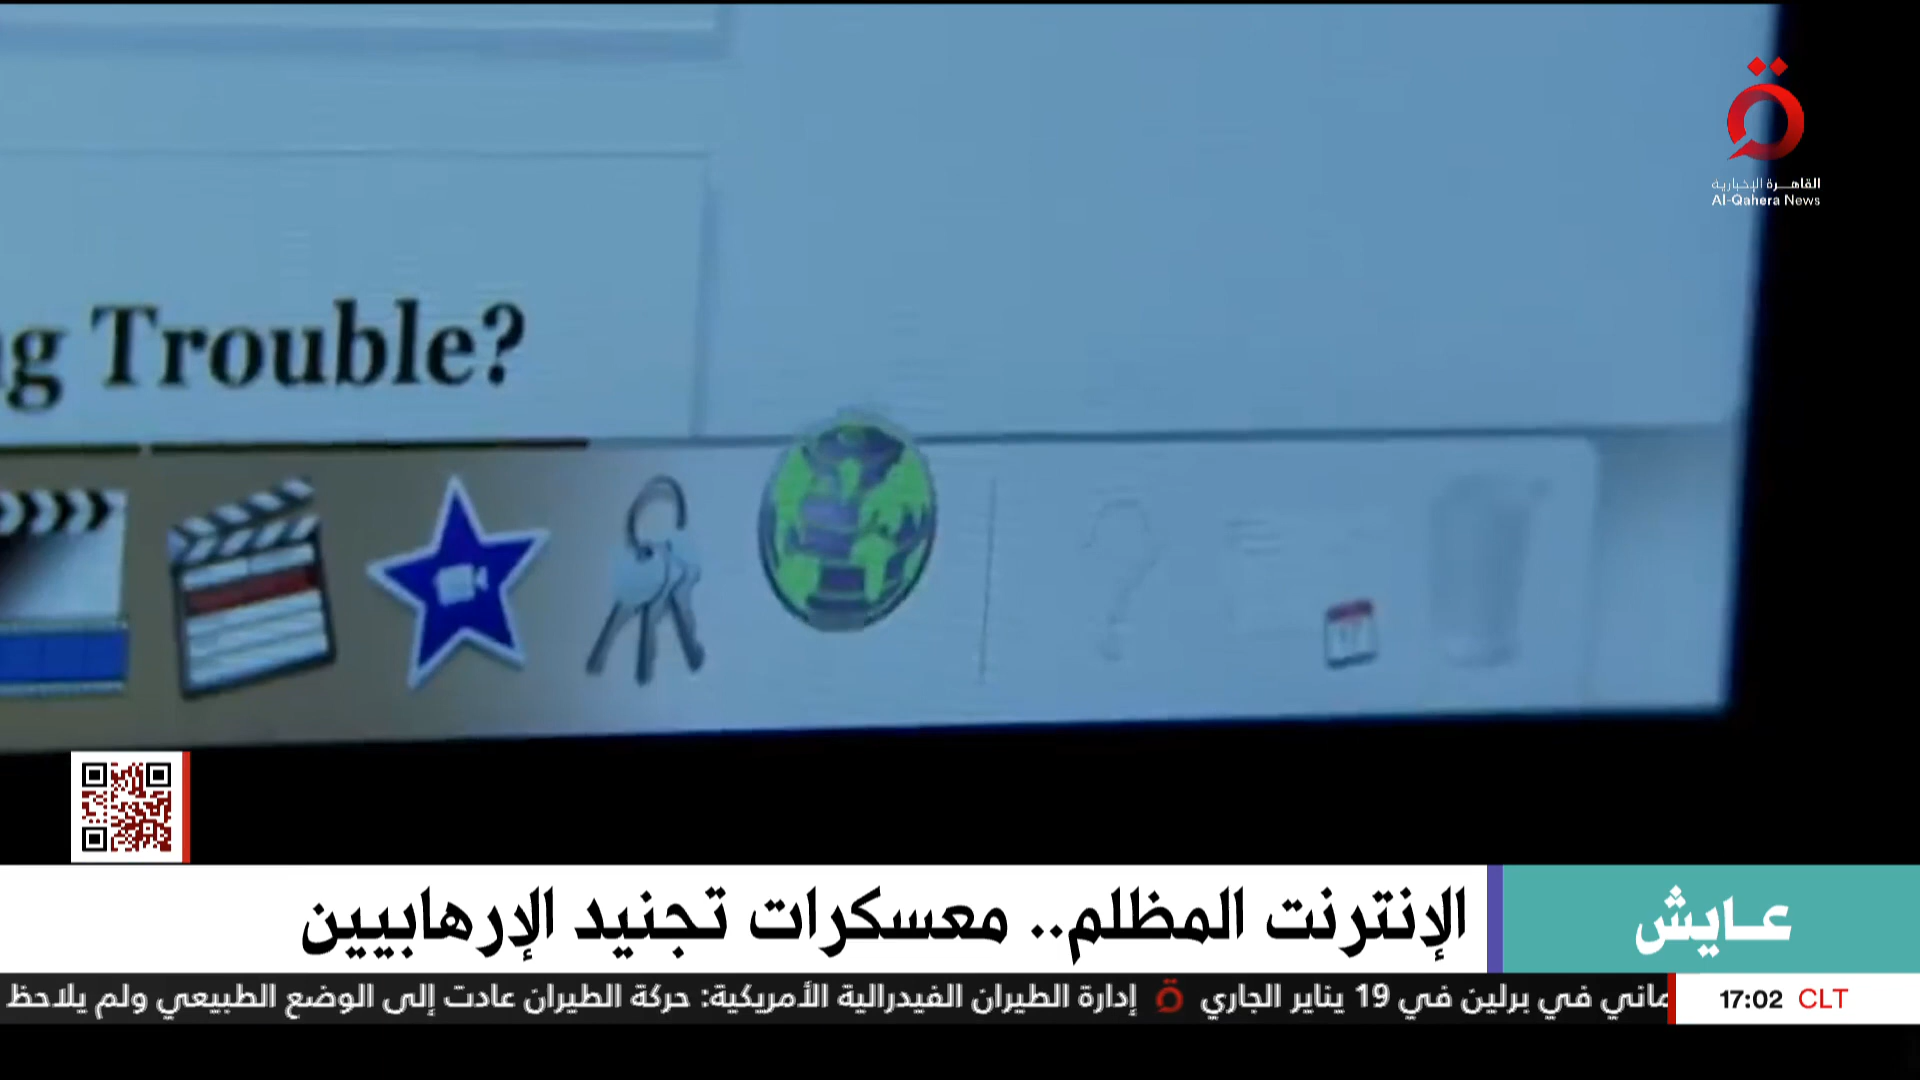 القاهرة الإخبارية
Al-Qahera News
Trouble?
الإنترنت المظلم.. معسكرات تجنيد الإرهابيين
عايش
ماني في برلين في 19 يناير الجاري إدارة الطيران الفيدرالية الأمريكية: حركة الطيران عادت إلى الوضع الطبيعي ولم يلاحظ
17:02 CLT